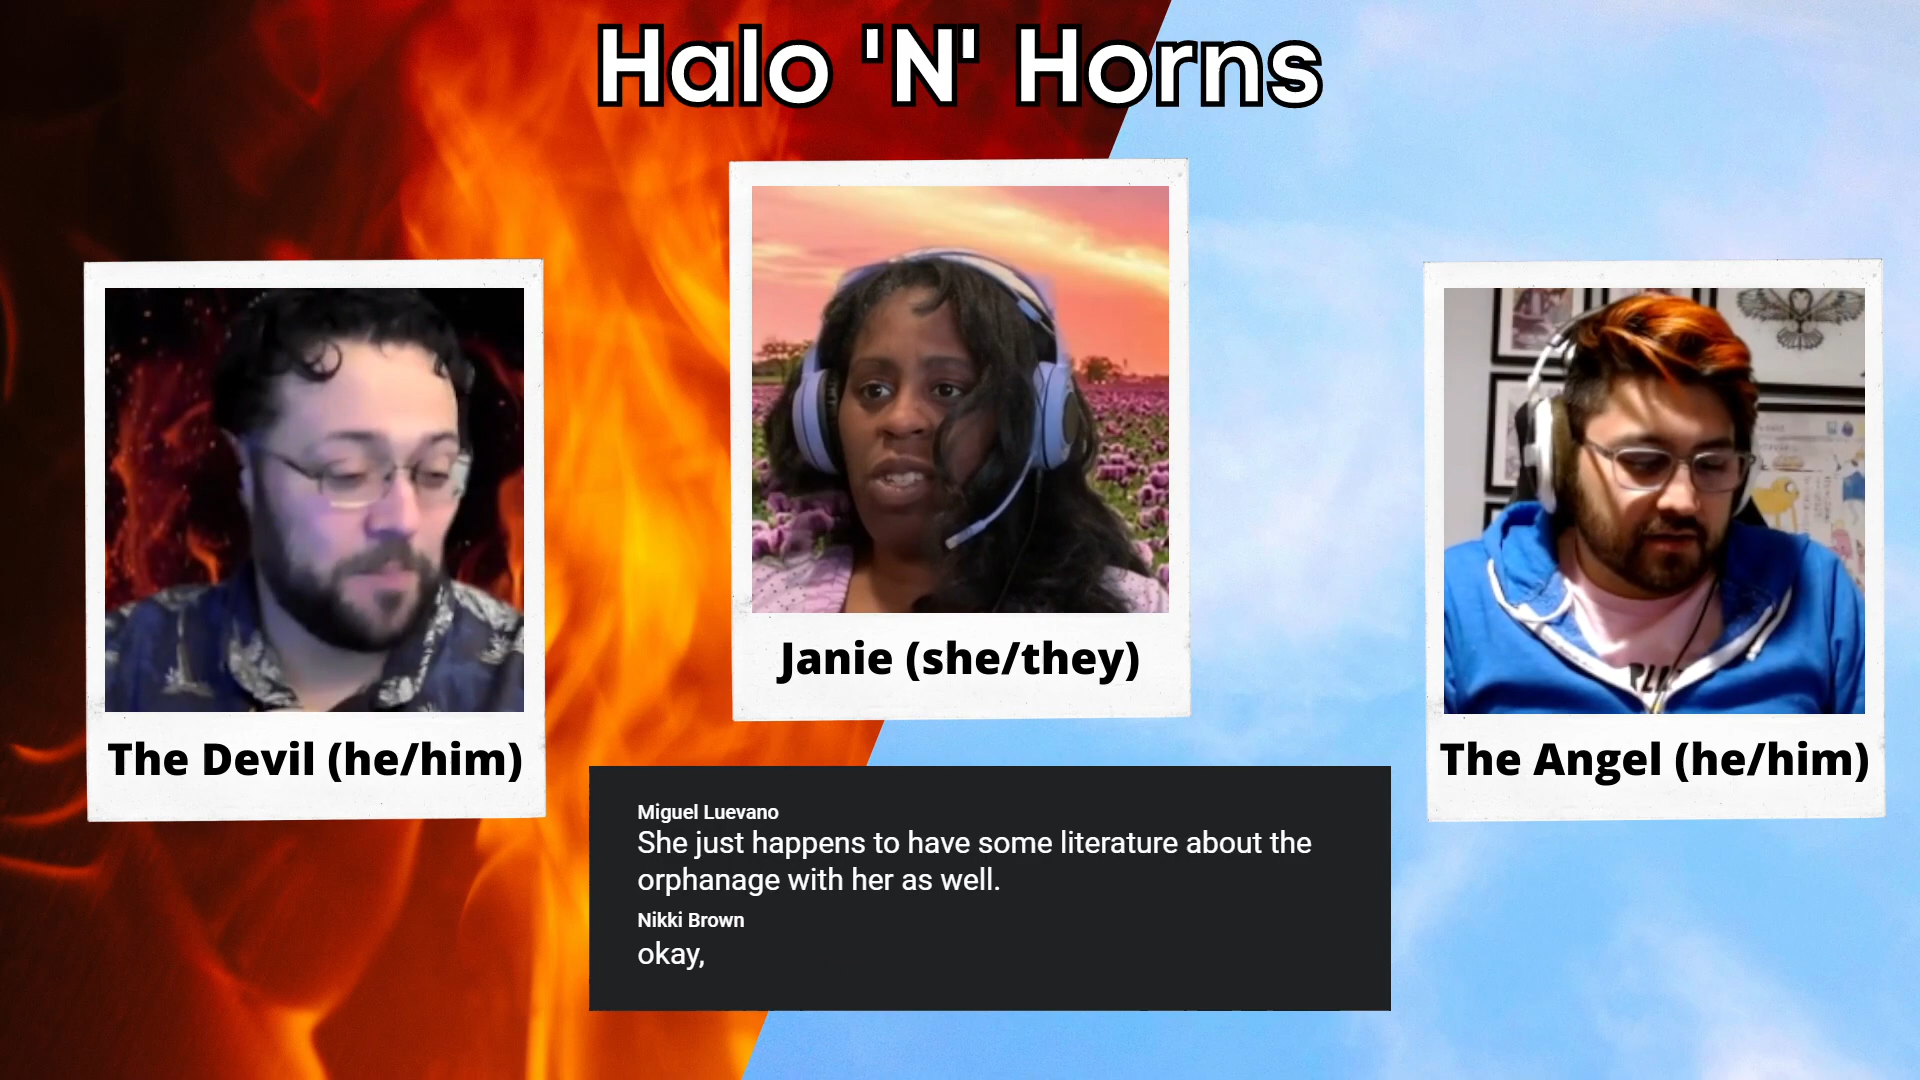 Halo 'N' Horns
Janie (she/they)
The Devil (he/him)
The Angel (he/him)
Miguel Luevano
She just happens to have some literature about the
orphanage with her as well.
Nikki Brown
okay,